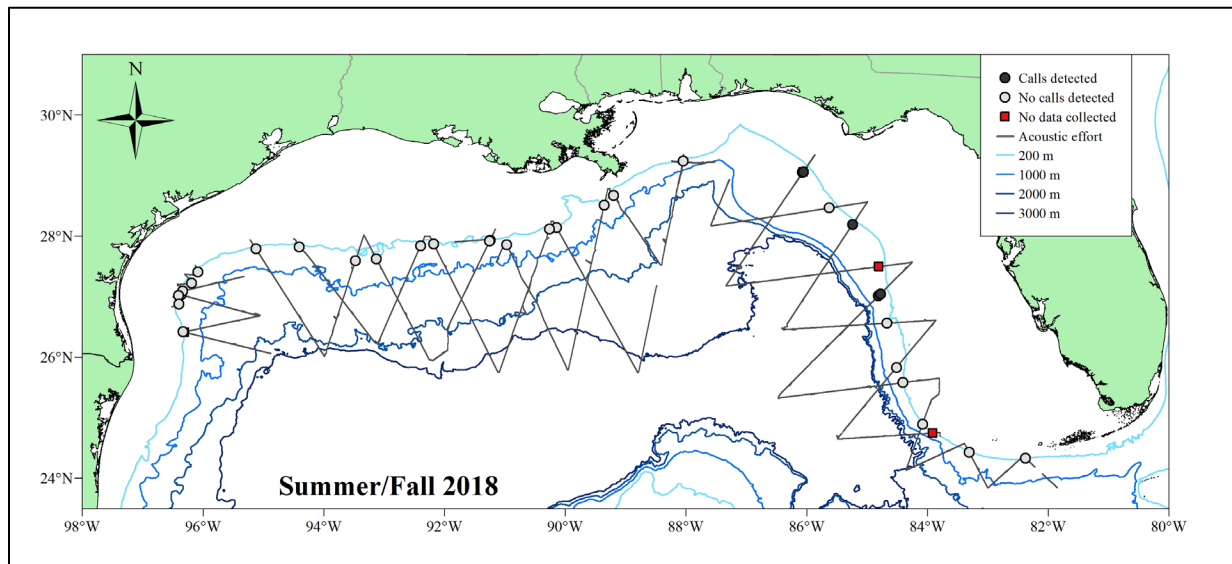 N
Calls detected
No calls detected
No data collected
Acoustic effort
200 m
1000 m
2000 m
3000 m
30°N
28°N
26°N
24°N
Summer/Fall 2018
98°W 96°W 94°W 92°W 90°W 88°W 86°W 84°W 82°W 80°W